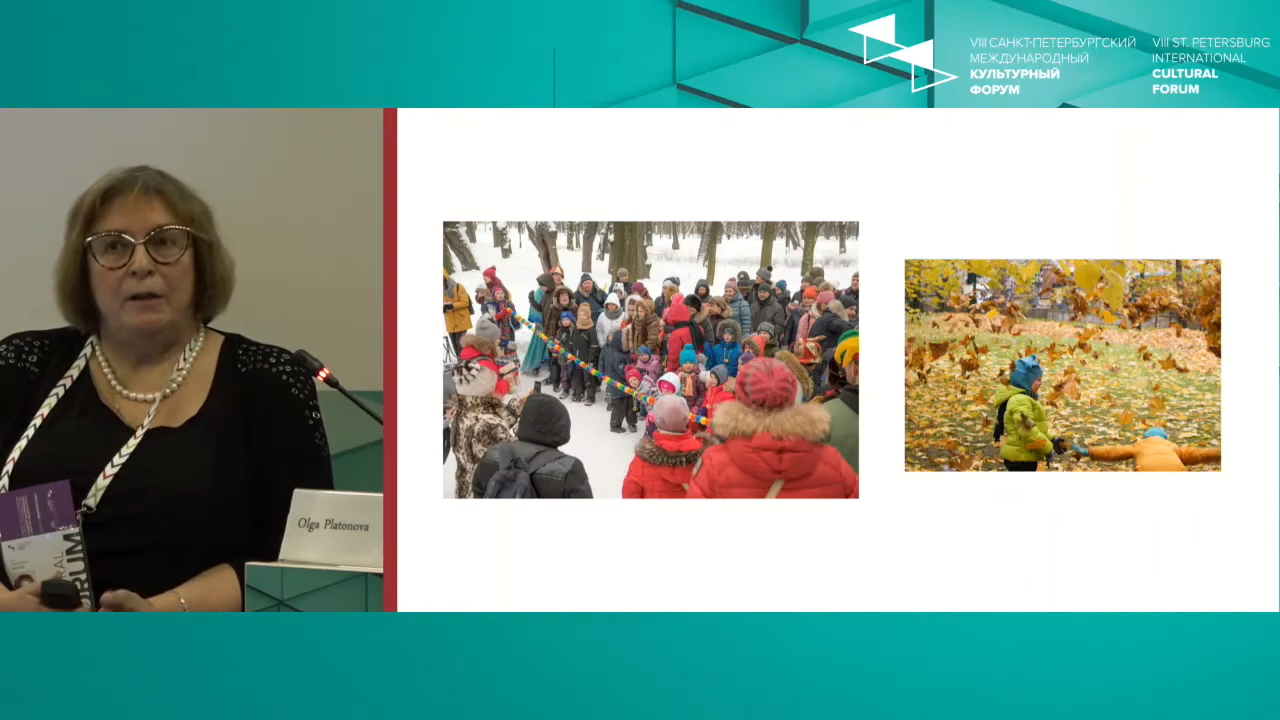 VIII САНКТ-ПЕТЕРБУРГСКИЙ
МЕЖДУНАРОДНЫЙ
КУЛЬТУРНЫЙ
ФОРУМ
VIII ST. PETERSBURG
INTERNATIONAL
CULTURAL
FORUM
Olga Platonova